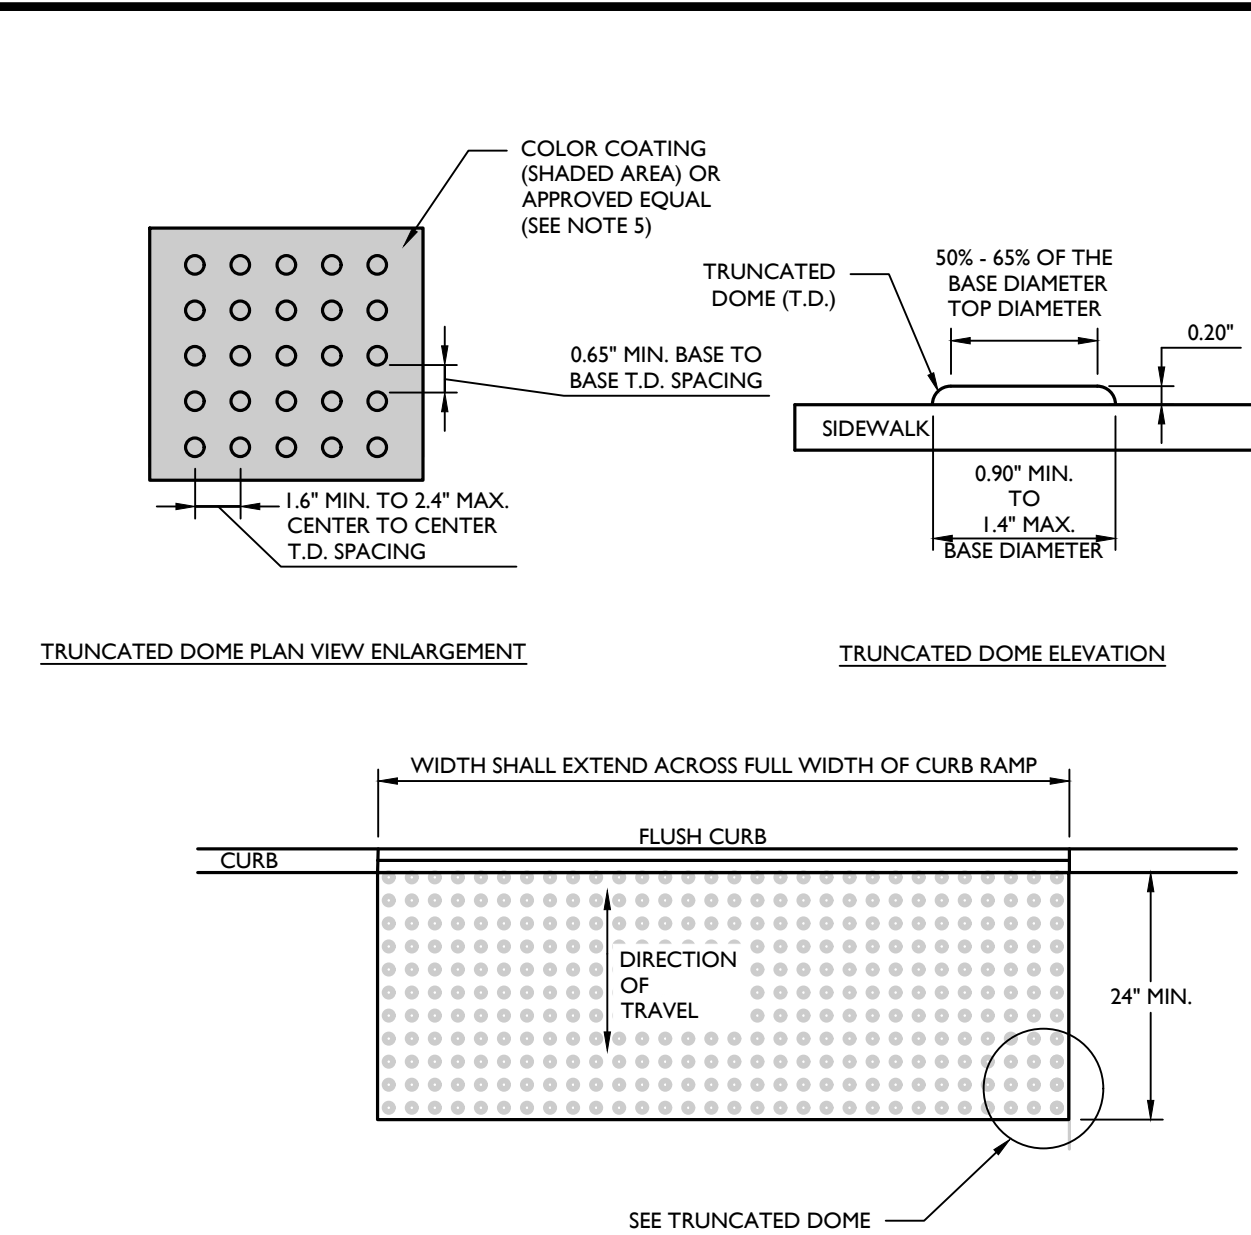 COLOR COATING
(SHADED AREA) OR
APPROVED EQUAL
(SEE NOTE 5)
TRUNCATED
DOME (T.D.)
50% - 65% OF THE
BASE DIAMETER
TOP DIAMETER
0.20"
0.65" MIN. BASE TO
BASE T.D. SPACING
SIDEWALK
0.90" MIN.
TO
1.4" MAX.
BASE DIAMETER
1.6" MIN. TO 2.4" MAX.
CENTER TO CENTER
T.D. SPACING
TRUNCATED DOME PLAN VIEW ENLARGEMENT
TRUNCATED DOME ELEVATION
WIDTH SHALL EXTEND ACROSS FULL WIDTH OF CURB RAMP
FLUSH CURB
CURB
DIRECTION
OF
TRAVEL
24" MIN.
SEE TRUNCATED DOME